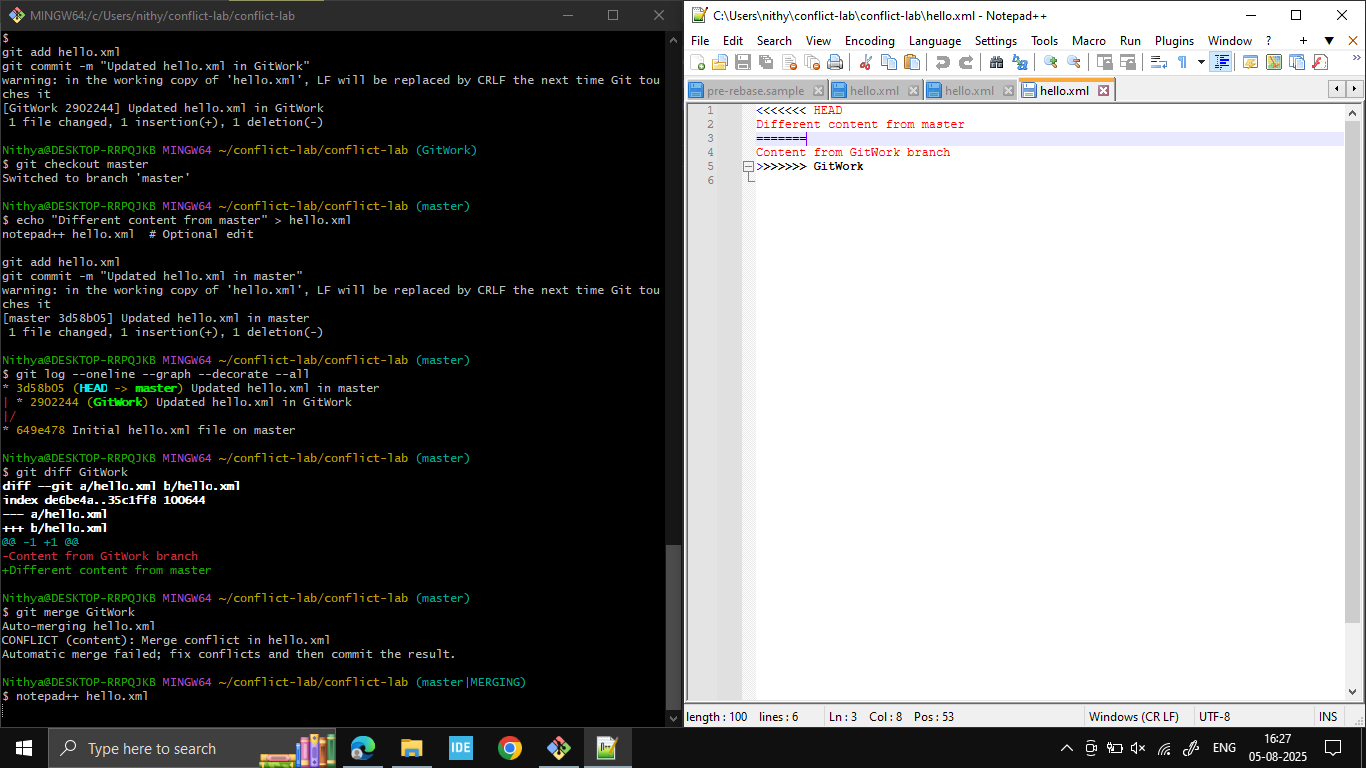 MINGW64:/c/Users/nithy/conflict-lab/conflict-lab
$
git add hello.xml
git commit -m "Updated hello.xml in GitWork"
warning: in the working copy of 'hello.xml', LF will be replaced by CRLF the next time Git tou
ches it
[GitWork 2902244] Updated hello.xml in GitWork
 1 file changed, 1 insertion(+), 1 deletion(-)
Nithya@DESKTOP-RRPQJKB MINGW64 ~/conflict-lab/conflict-lab (GitWork)
$ git checkout master
Switched to branch 'master'
Nithya@DESKTOP-RRPQJKB MINGW64 ~/conflict-lab/conflict-lab (master)
$ echo "Different content from master" > hello.xml
notepad++ hello.xml  # Optional edit
git add hello.xml
git commit -m "Updated hello.xml in master"
warning: in the working copy of 'hello.xml', LF will be replaced by CRLF the next time Git tou
ches it
[master 3d58b05] Updated hello.xml in master
 1 file changed, 1 insertion(+), 1 deletion(-)
Nithya@DESKTOP-RRPQJKB MINGW64 ~/conflict-lab/conflict-lab (master)
$ git log --oneline --graph --decorate --all
* 3d58b05 (HEAD -> master) Updated hello.xml in master
| * 2902244 (GitWork) Updated hello.xml in GitWork
|/
* 649e478 Initial hello.xml file on master
Nithya@DESKTOP-RRPQJKB MINGW64 ~/conflict-lab/conflict-lab (master)
$ git diff GitWork
diff --git a/hello.xml b/hello.xml
index de6be4a..35c1ff8 100644
--- a/hello.xml
+++ b/hello.xml
@@ -1 +1 @@
-Content from GitWork branch
+Different content from master
Nithya@DESKTOP-RRPQJKB MINGW64 ~/conflict-lab/conflict-lab (master)
$ git merge GitWork
Auto-merging hello.xml
CONFLICT (content): Merge conflict in hello.xml
Automatic merge failed; fix conflicts and then commit the result.
Nithya@DESKTOP-RRPQJKB MINGW64 ~/conflict-lab/conflict-lab (master|MERGING)
$ notepad++ hello.xml
C:\Users\nithy\conflict-lab\conflict-lab\hello.xml - Notepad++
File Edit Search View Encoding Language Settings Tools Macro Run Plugins Window ? + ▼ X
pre-rebase.sample hello.xml hello.xml hello.xml
1 <<<<<<< HEAD
2 Different content from master
3 =======
4 Content from GitWork branch
5 >>>>>>> GitWork
6
length : 100 lines : 6 Ln : 3 Col : 8 Pos : 53 Windows (CR LF) UTF-8 INS
Type here to search IDE ENG 16:27
05-08-2025